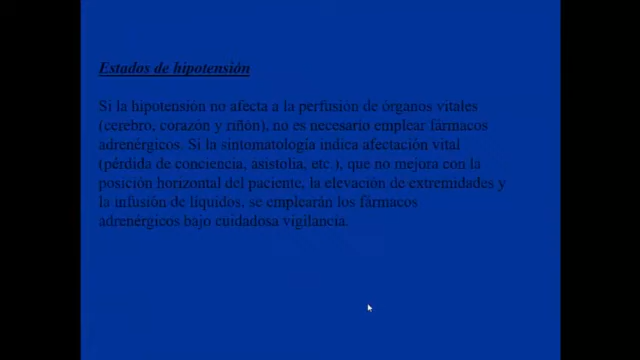 Estados de hipotensión
Si la hipotensión no afecta a la perfusión de órganos vitales
(cerebro, corazón y riñón), no es necesario emplear fármacos
adrenérgicos. Si la sintomatología indica afectación vital
(pérdida de conciencia, asistolia, etc.), que no mejora con la
posición horizontal del paciente, la elevación de extremidades y
la infusión de líquidos, se emplearán los fármacos
adrenérgicos bajo cuidadosa vigilancia.